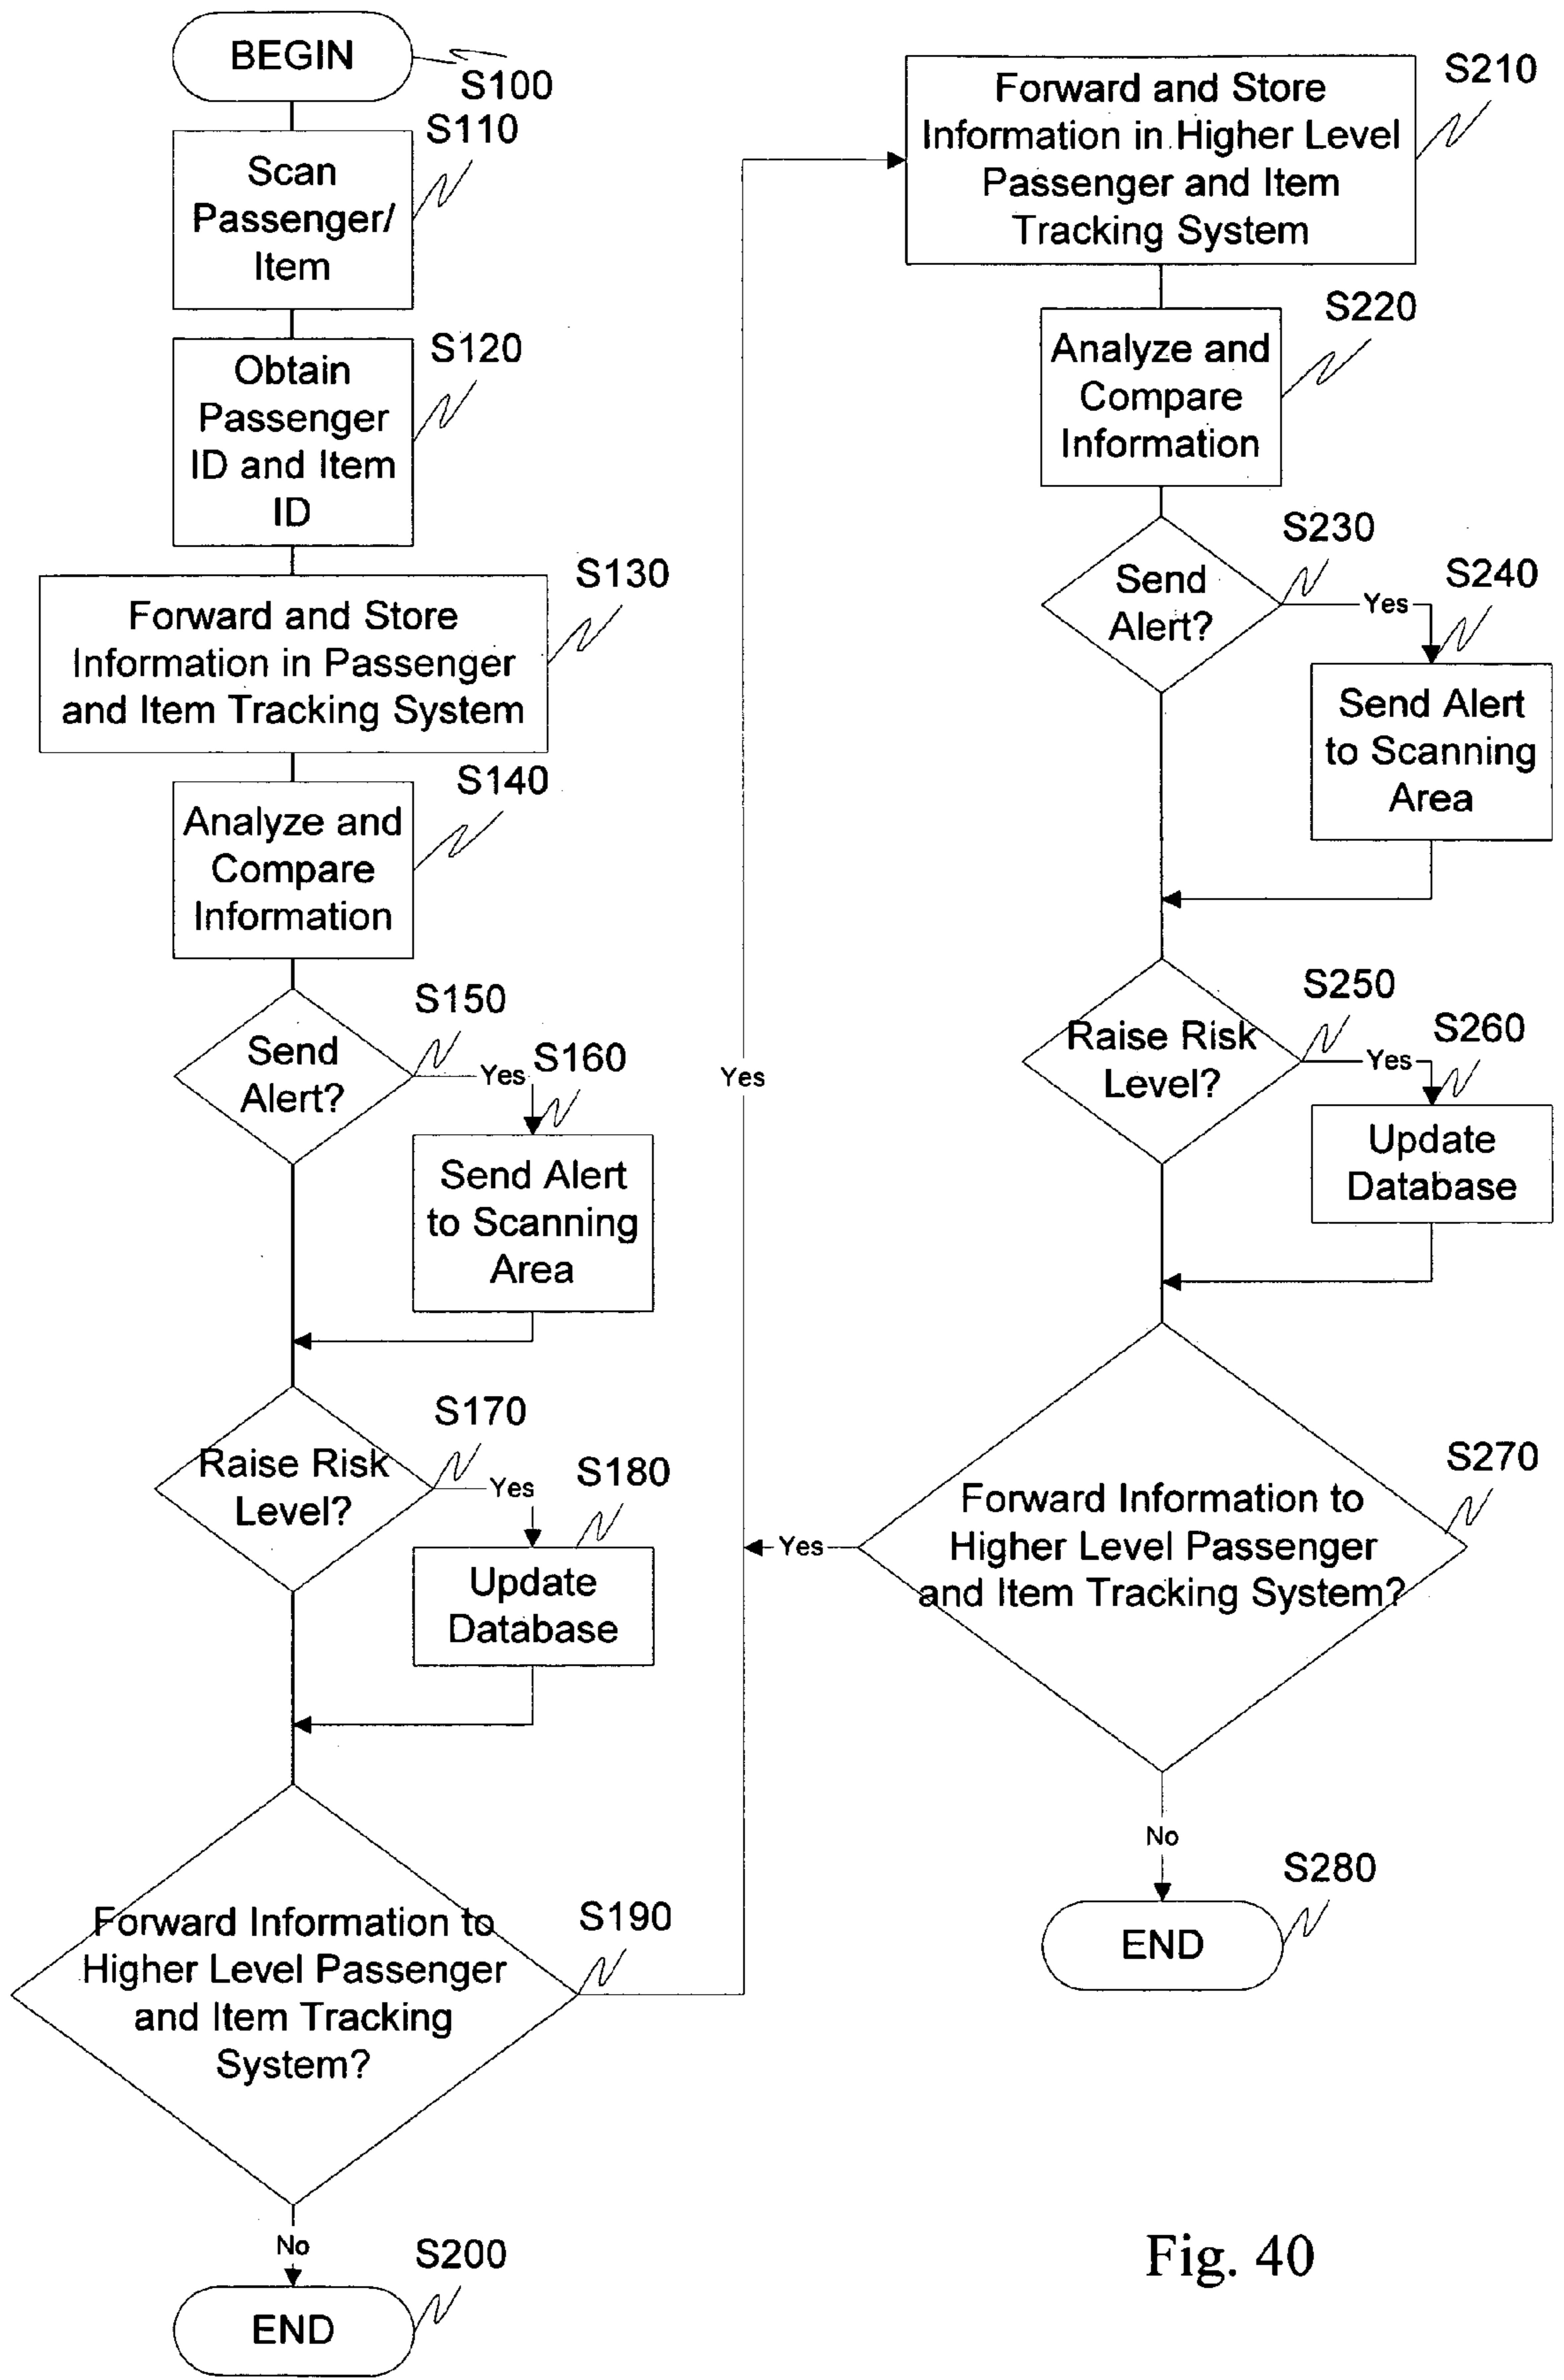 BEGIN
S100
S110
Scan
Passenger/
Item
S120
Obtain
Passenger
ID and Item
ID
S130
Forward and Store
Information in Passenger
and Item Tracking System
S140
Analyze and
Compare
Information
S150
Send
Alert?
Yes
S160
Send Alert
to Scanning
Area
S170
Raise Risk
Level?
Yes
S180
Update
Database
S190
Forward Information to
Higher Level Passenger
and Item Tracking
System?
No
S200
END
Yes
S210
Forward and Store
Information in Higher Level
Passenger and Item
Tracking System
S220
Analyze and
Compare
Information
S230
Send
Alert?
Yes
S240
Send Alert
to Scanning
Area
S250
Raise Risk
Level?
Yes
S260
Update
Database
S270
Forward Information to
Higher Level Passenger
and Item Tracking System?
Yes
No
S280
END
Fig. 40